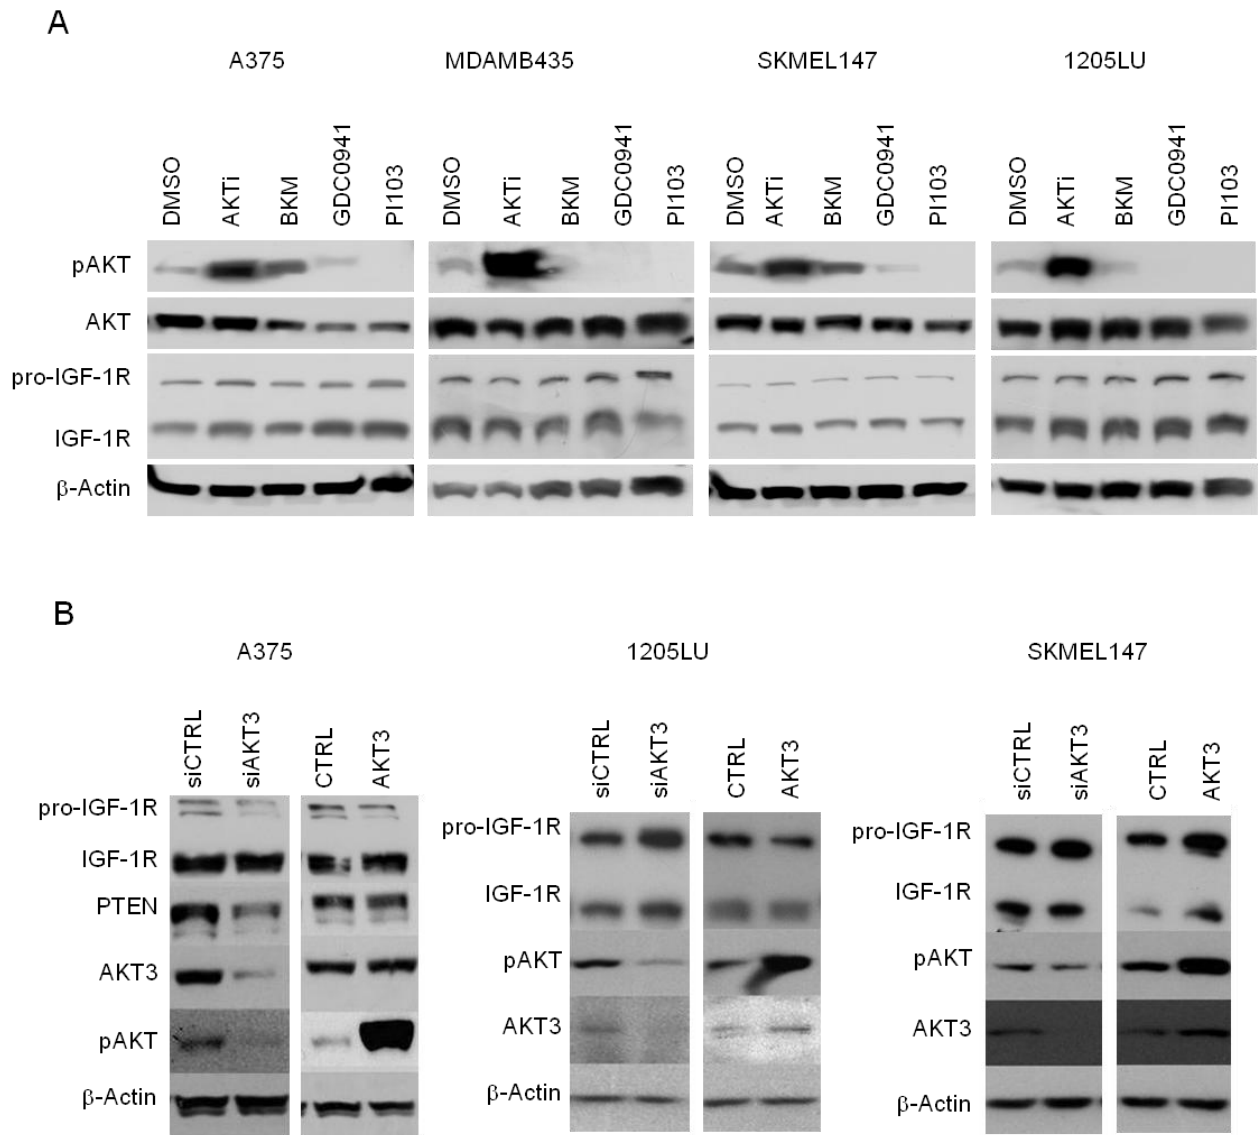 A
A375 MDAMB435 SKMEL147 1205LU
DMSO AKTi BKM GDC0941 PI103 DMSO AKTi BKM GDC0941 PI103 DMSO AKTi BKM GDC0941 PI103 DMSO AKTi BKM GDC0941 PI103
pAKT
AKT
pro-IGF-1R
IGF-1R
β-Actin
B
A375 1205LU SKMEL147
siCTRL siAKT3 CTRL AKT3
pro-IGF-1R
IGF-1R
PTEN
AKT3
pAKT
β-Actin
siCTRL siAKT3 CTRL AKT3
pro-IGF-1R
IGF-1R
pAKT
AKT3
β-Actin
siCTRL siAKT3 CTRL AKT3
pro-IGF-1R
IGF-1R
pAKT
AKT3
β-Actin